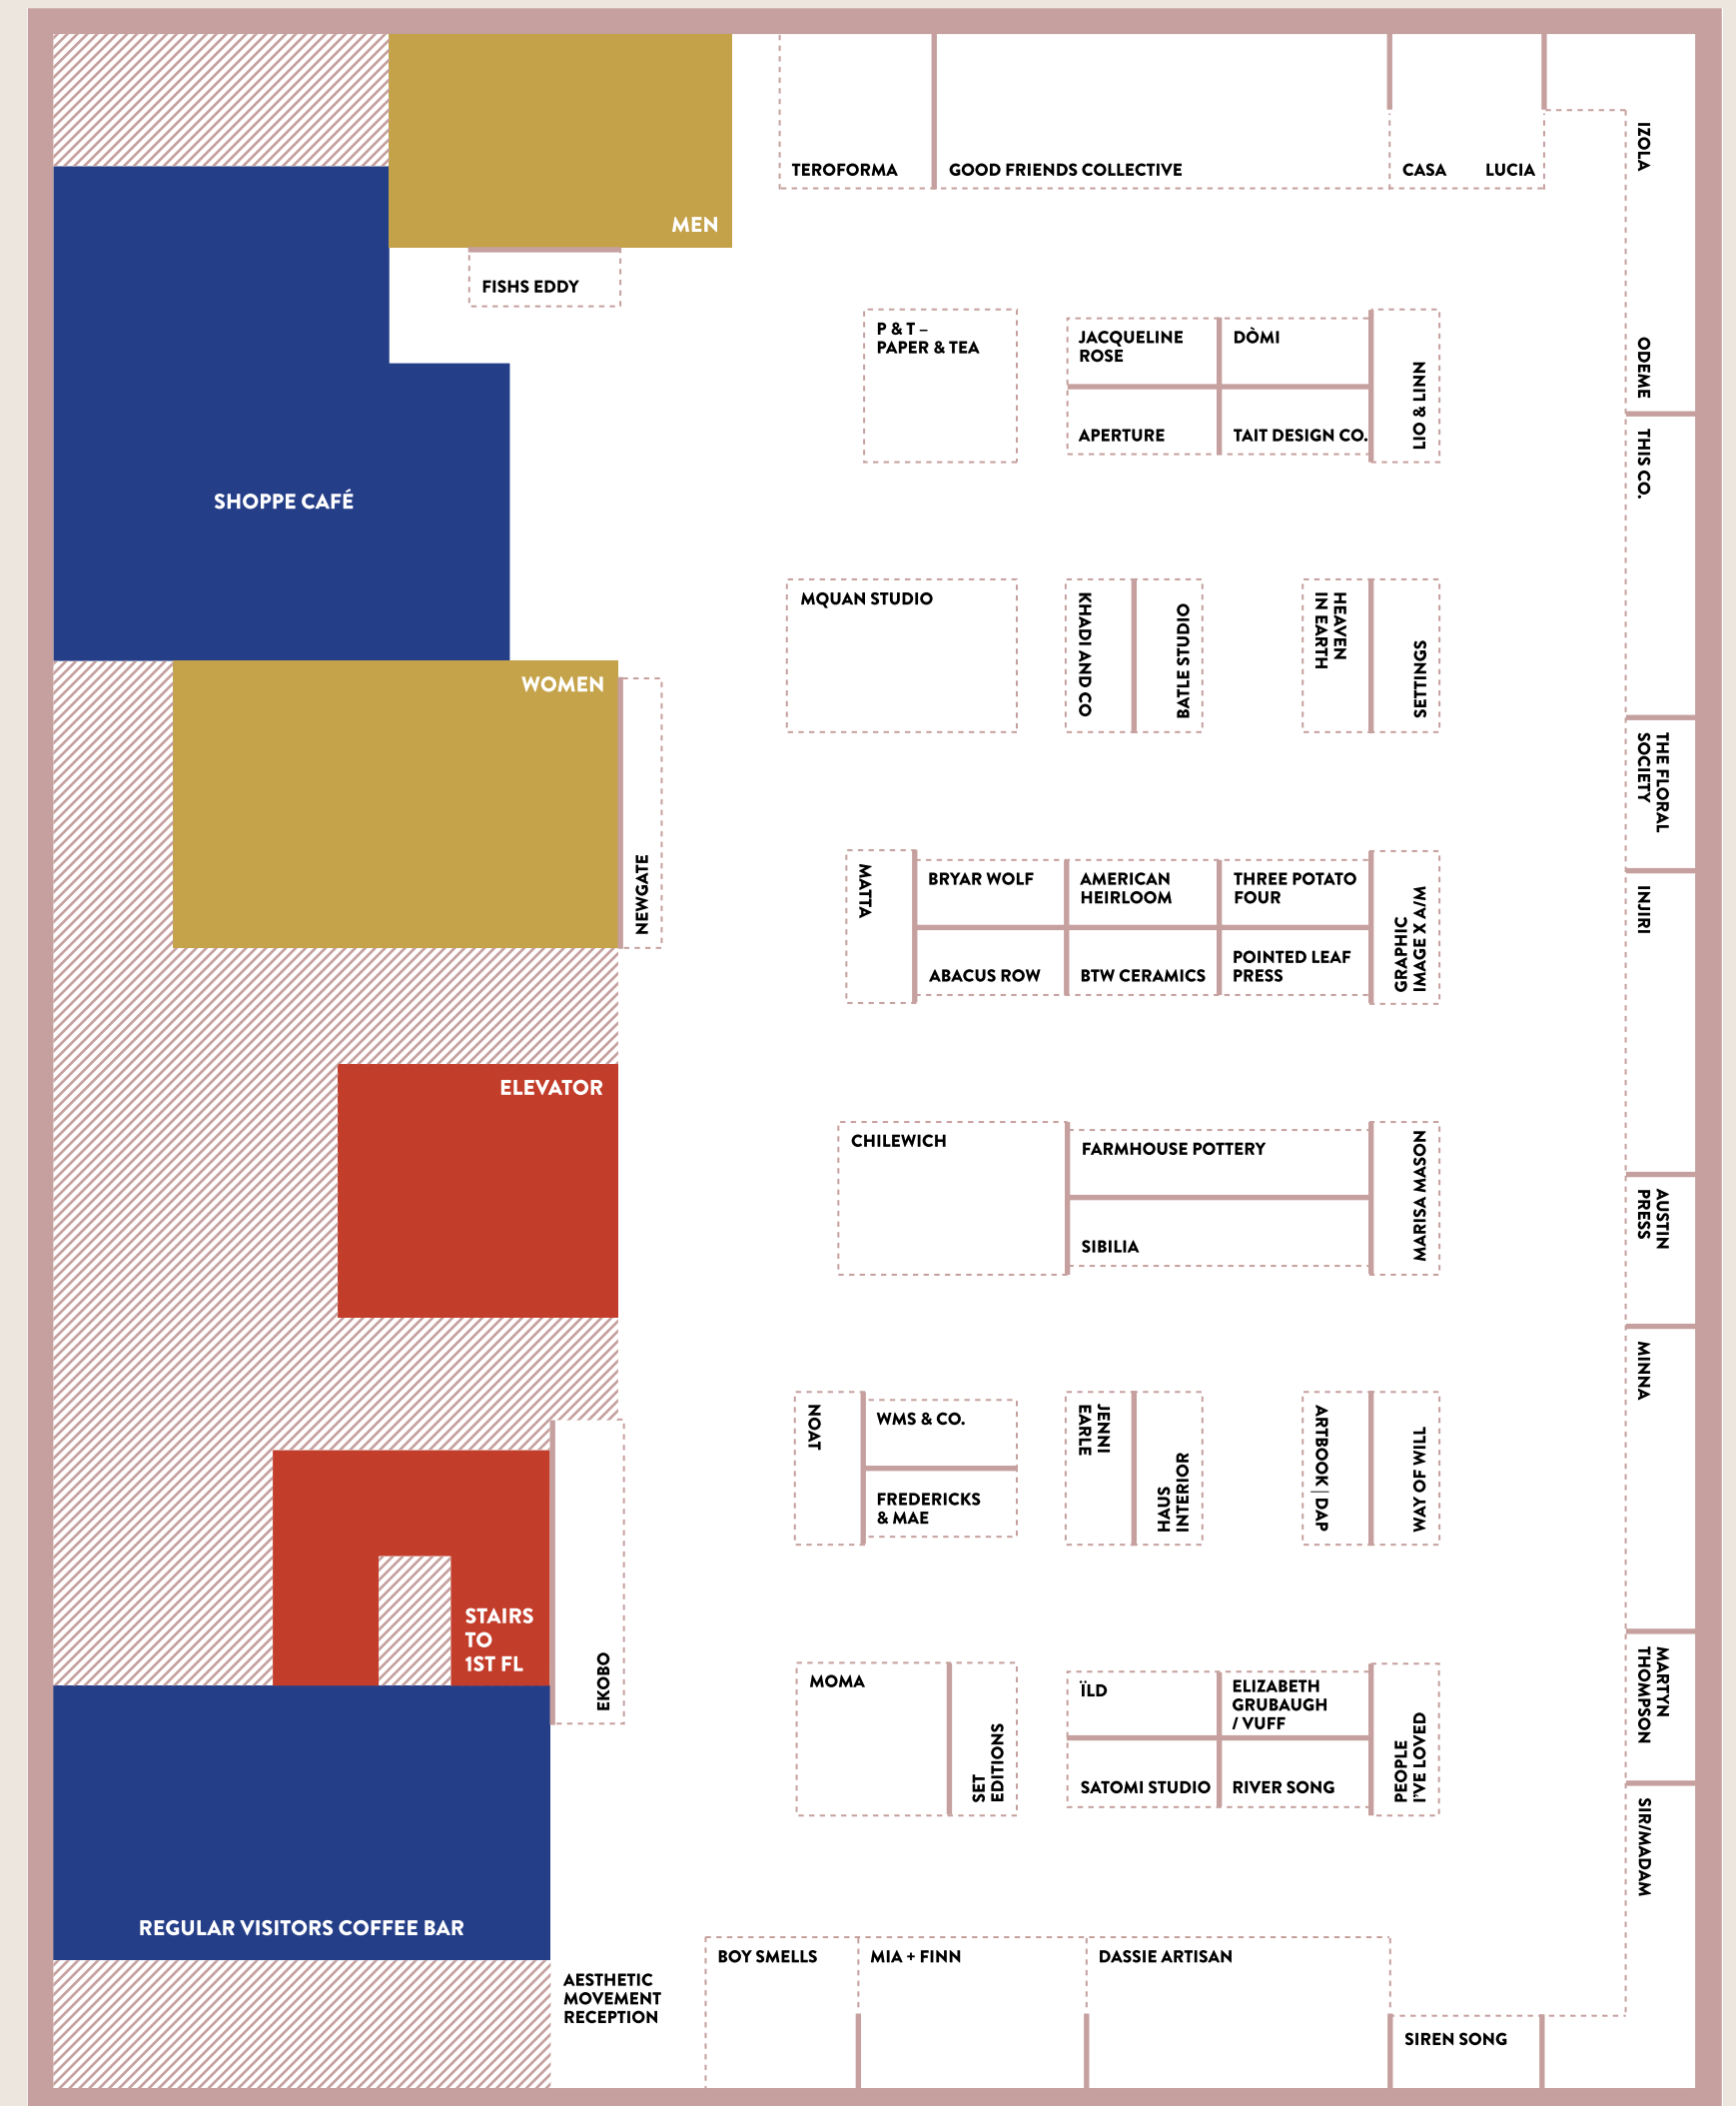 TEROFORMA
GOOD FRIENDS COLLECTIVE
CASA LUCIA
IZOLA
MEN
FISHS EDDY
P & T –
PAPER & TEA
JACQUELINE
ROSE
DÒMI
APERTURE
TAIT DESIGN CO.
LIO & LINN
ODEME
THIS CO.
SHOPPE CAFÉ
MQUAN STUDIO
KHADI AND CO
BATLE STUDIO
HEAVEN
IN EARTH
SETTINGS
WOMEN
NEWGATE
THE FLORAL
SOCIETY
MATTA
BRYAR WOLF
AMERICAN
HEIRLOOM
THREE POTATO
FOUR
ABACUS ROW
BTW CERAMICS
POINTED LEAF
PRESS
GRAPHIC
IMAGE X A/M
INJIRI
ELEVATOR
CHILEWICH
FARMHOUSE POTTERY
SIBILIA
MARISA MASON
AUSTIN
PRESS
MINNA
NOAT
WMS & CO.
FREDERICKS
& MAE
JENNI
EARLE
HAUS
INTERIOR
ARTBOOK | DAP
WAY OF WILL
STAIRS
TO
1ST FL
EKOBO
MOMA
SET
EDITIONS
ÏLD
ELIZABETH
GRUBAUGH
/ VUFF
SATOMI STUDIO
RIVER SONG
PEOPLE
I'VE LOVED
MARTYN
THOMPSON
SIR/MADAM
REGULAR VISITORS COFFEE BAR
AESTHETIC
MOVEMENT
RECEPTION
BOY SMELLS
MIA + FINN
DASSIE ARTISAN
SIREN SONG